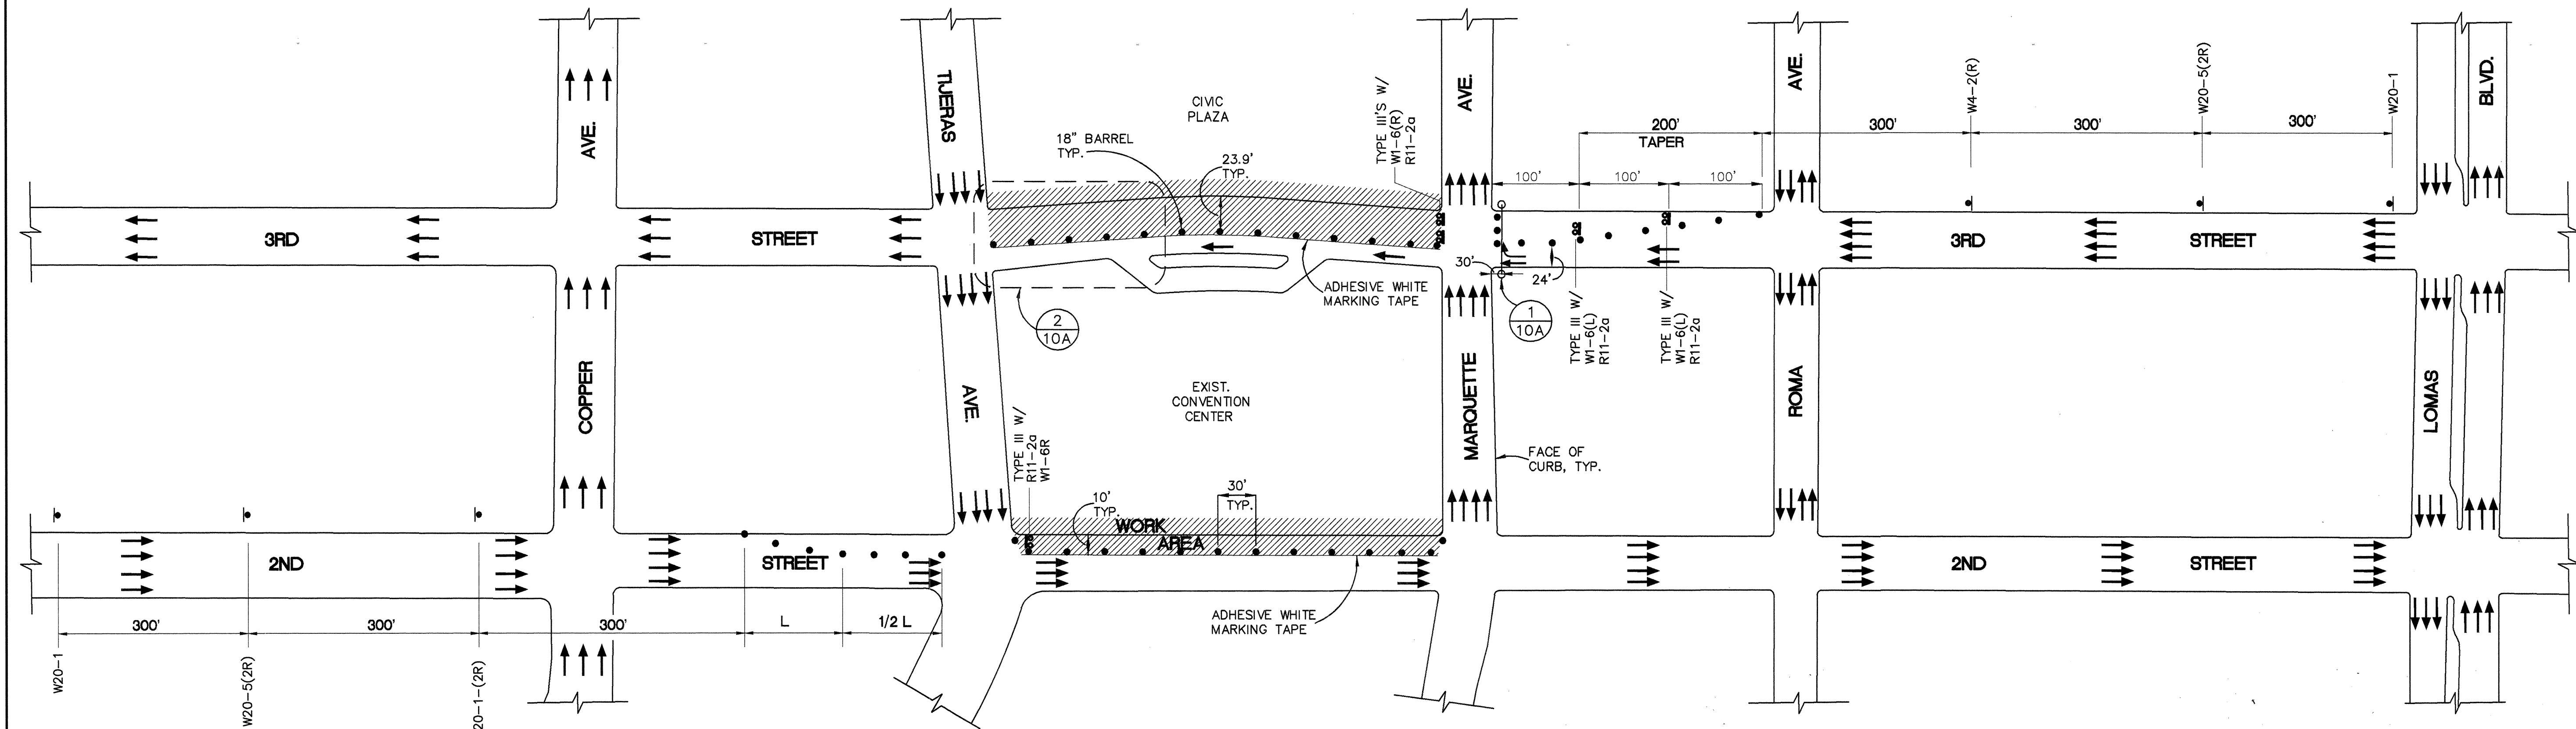 AVE.
TIJERAS
CIVIC
PLAZA
18" BARREL
TYP.
23.9'
TYP.
TYPE III'S W/
W1-6(R)
R11-2a
AVE.
AVE.
200'
TAPER
100'
100'
100'
300'
300'
300'
W4-2(R)
W20-5(2R)
W20-1
BLVD.
3RD
STREET
3RD
STREET
30'
24'
ADHESIVE WHITE
MARKING TAPE
2
10A
1
10A
TYPE III W/
W1-6(L)
R11-2a
TYPE III W/
W1-6(L)
R11-2a
COPPER
AVE.
EXIST.
CONVENTION
CENTER
MARQUETTE
ROMA
LOMAS
FACE OF
CURB, TYP.
TYPE III W/
R11-2a
W1-6R
10'
TYP.
30'
TYP.
WORK
AREA
2ND
STREET
2ND
STREET
ADHESIVE WHITE
MARKING TAPE
300'
300'
300'
L
1/2 L
W20-1
W20-5(2R)
20-1-(2R)